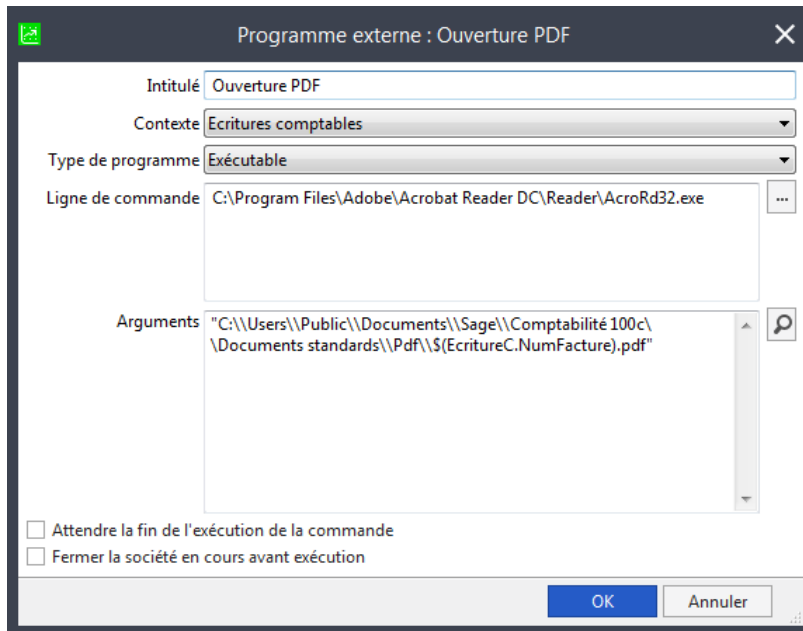 Programme externe : Ouverture PDF
Intitulé Ouverture PDF
Contexte Ecritures comptables
Type de programme Exécutable
Ligne de commande C:\Program Files\Adobe\Acrobat Reader DC\Reader\AcroRd32.exe
...
Arguments "C:\\Users\\Public\\Documents\\Sage\\Comptabilité 100c\
\Documents standards\\Pdf\\$(EcritureC.NumFacture).pdf"
Attendre la fin de l'exécution de la commande
Fermer la société en cours avant exécution
OK Annuler